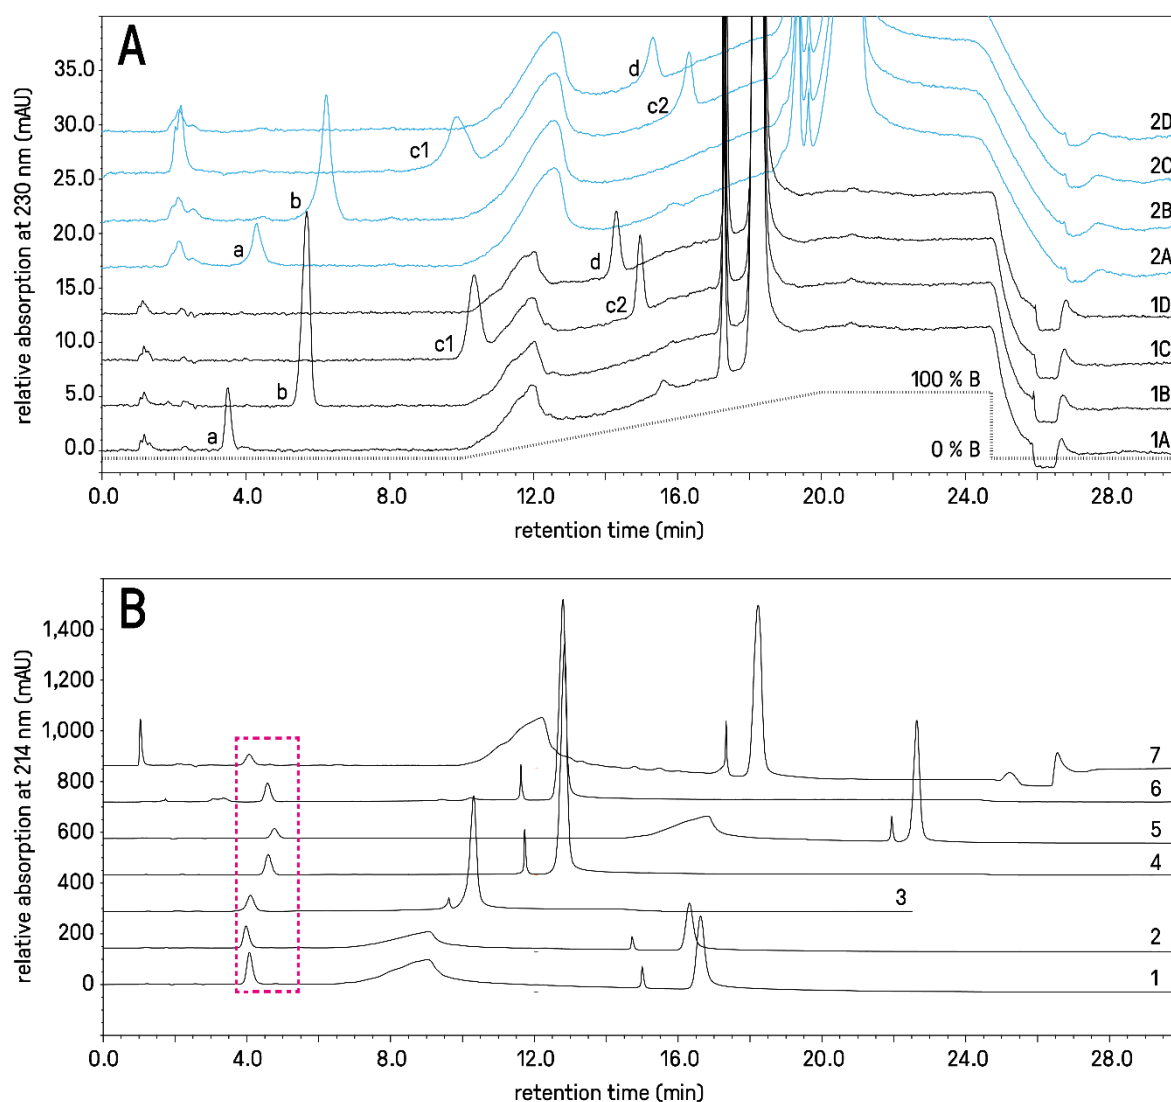 A
relative absorption at 230 nm (mAU)
35.0
30.0
25.0
20.0
15.0
10.0
5.0
0.0
d
c2
c1
b
a
d
c2
c1
b
a
2D
2C
2B
2A
1D
1C
1B
1A
100 % B
0 % B
0.0 4.0 8.0 12.0 16.0 20.0 24.0 28.0
retention time (min)
B
relative absorption at 214 nm (mAU)
1,400
1,200
1,000
800
600
400
200
0
7
6
5
4
3
2
1
0.0 4.0 8.0 12.0 16.0 20.0 24.0 28.0
retention time (min)